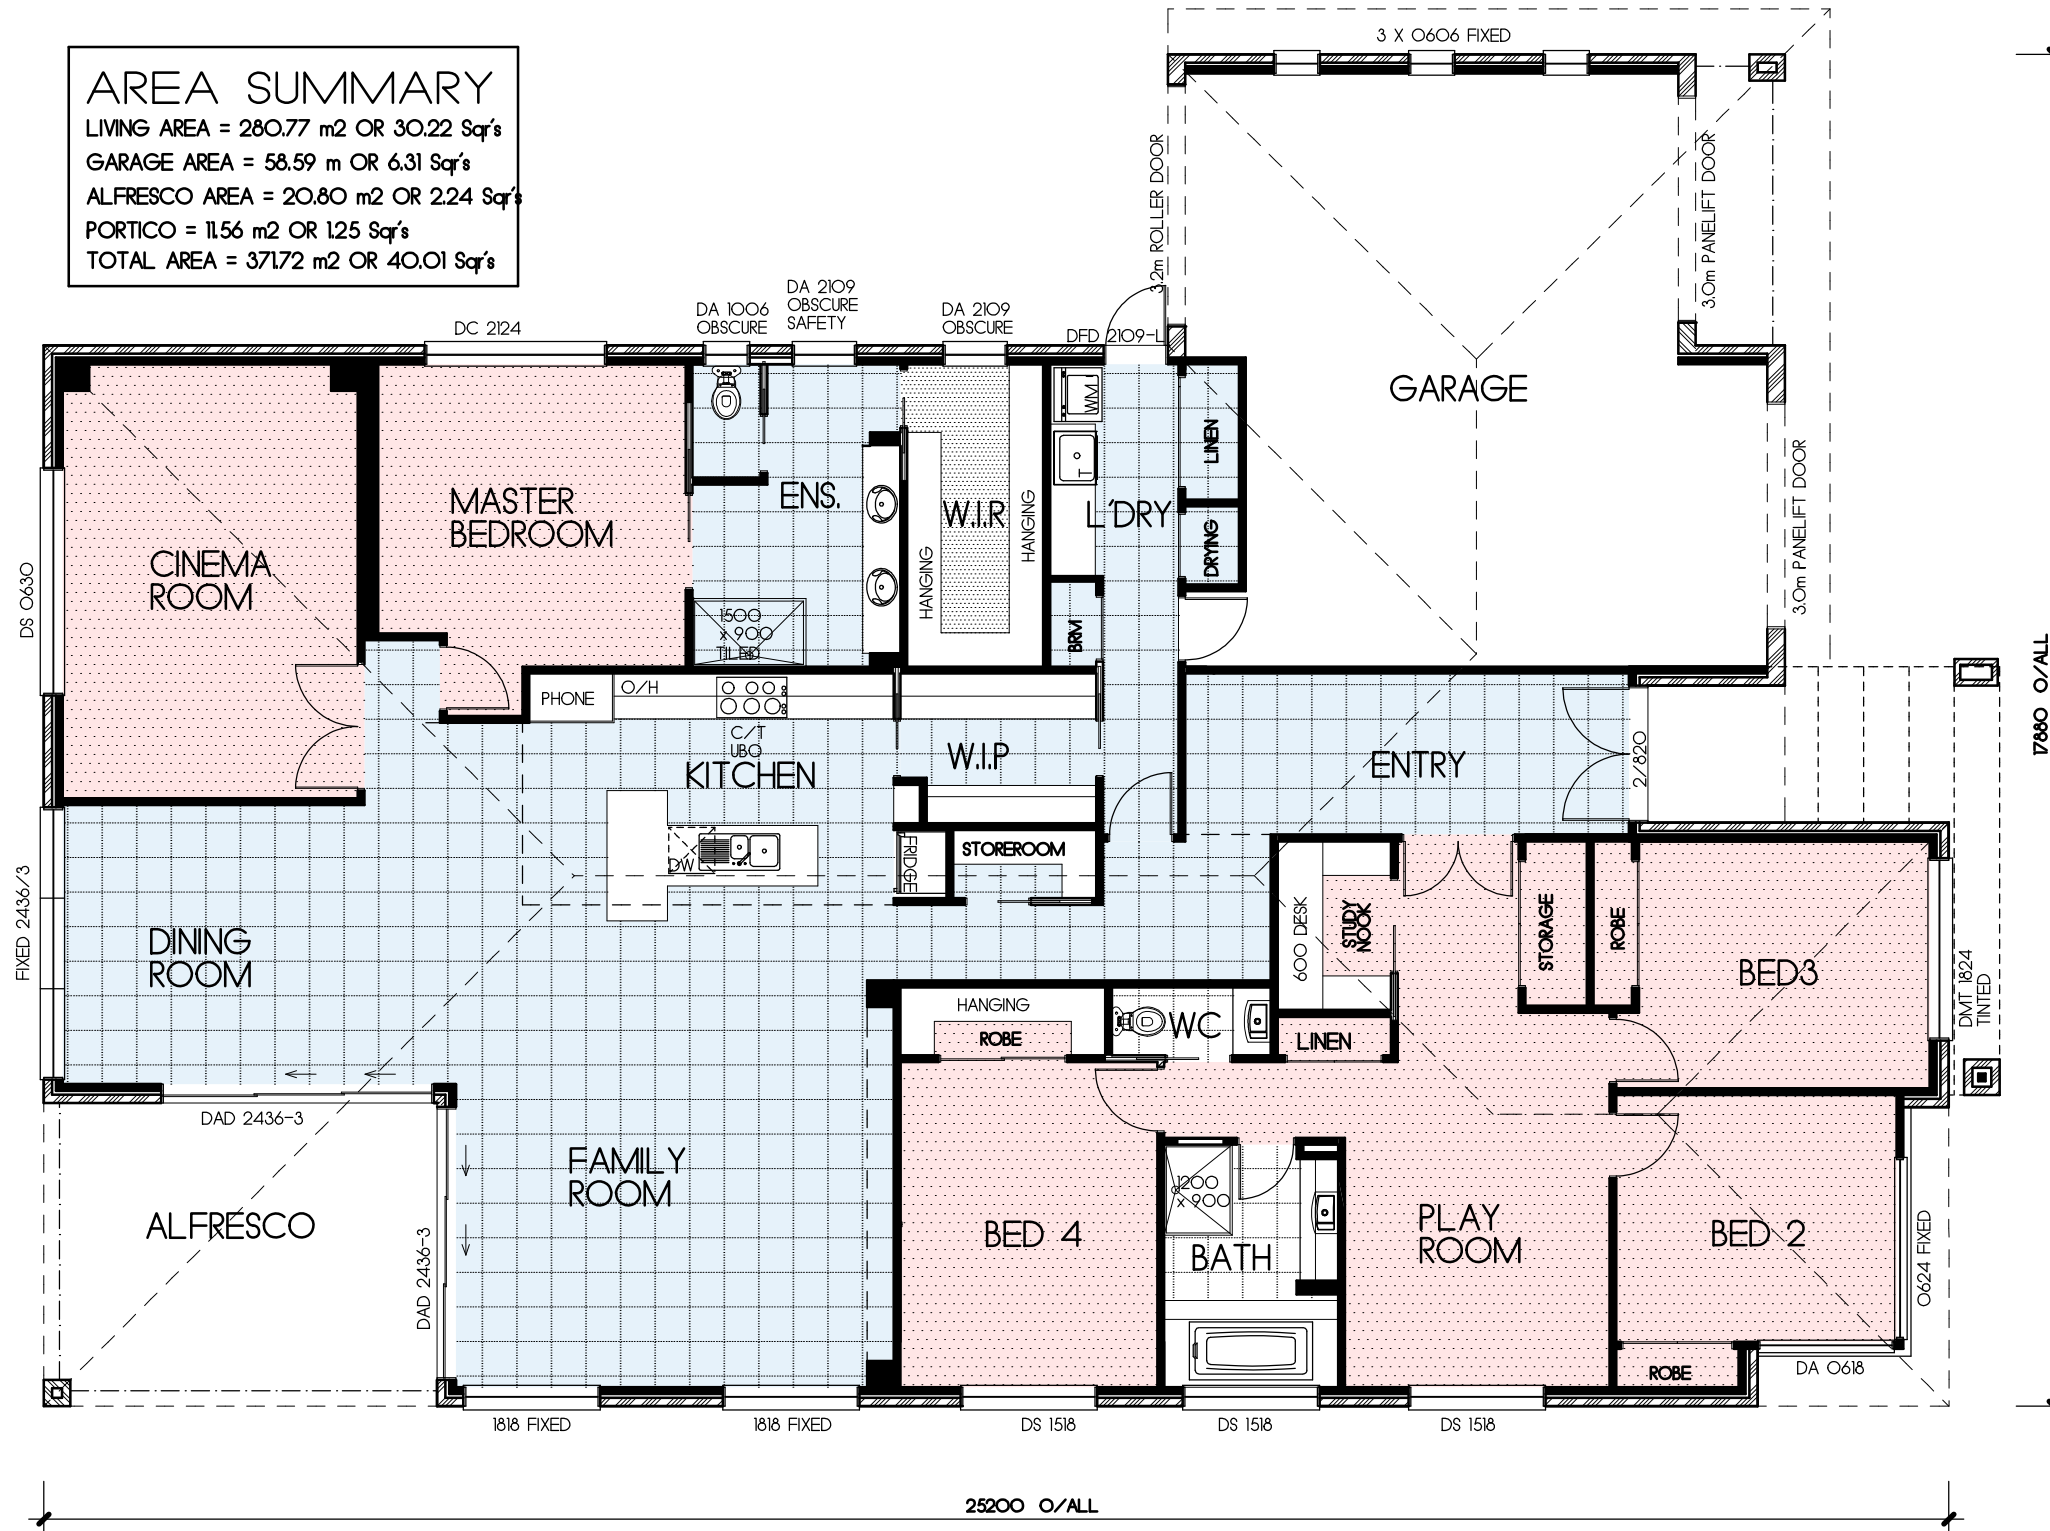 3 X 0606 FIXED
AREA SUMMARY
LIVING AREA = 280.77 m2 OR 30.22 Sqr's
GARAGE AREA = 58.59 m OR 6.31 Sqr's
ALFRESCO AREA = 20.80 m2 OR 2.24 Sqr's
PORTICO = 11.56 m2 OR 1.25 Sqr's
TOTAL AREA = 371.72 m2 OR 40.01 Sqr's
3.2m ROLLER DOOR
3.0m PANELIFT DOOR
DC 2124
DA 1006
OBSCURE
DA 2109
OBSCURE
SAFETY
DA 2109
OBSCURE
DFD 2109-L
GARAGE
WM
T
LINEN
MASTER
BEDROOM
ENS.
W.I.R
HANGING
HANGING
L'DRY
DRYING
3.0m PANELIFT DOOR
DS 0630
CINEMA
ROOM
1500
x 900
TILED
BRM
17880 O/ALL
PHONE
O/H
C/T
UBO
KITCHEN
W.I.P
ENTRY
2/820
DW
FRIDGE
STOREROOM
FIXED 2436/3
DINING
ROOM
600 DESK
STUDY
NOOK
STORAGE
ROBE
BED3
DMT 1824
TINTED
HANGING
ROBE
WC
LINEN
DAD 2436-3
FAMILY
ROOM
ALFRESCO
DAD 2436-3
BED 4
1200
x 900
BATH
PLAY
ROOM
BED 2
0624 FIXED
ROBE
DA 0618
1818 FIXED
1818 FIXED
DS 1518
DS 1518
DS 1518
25200 O/ALL